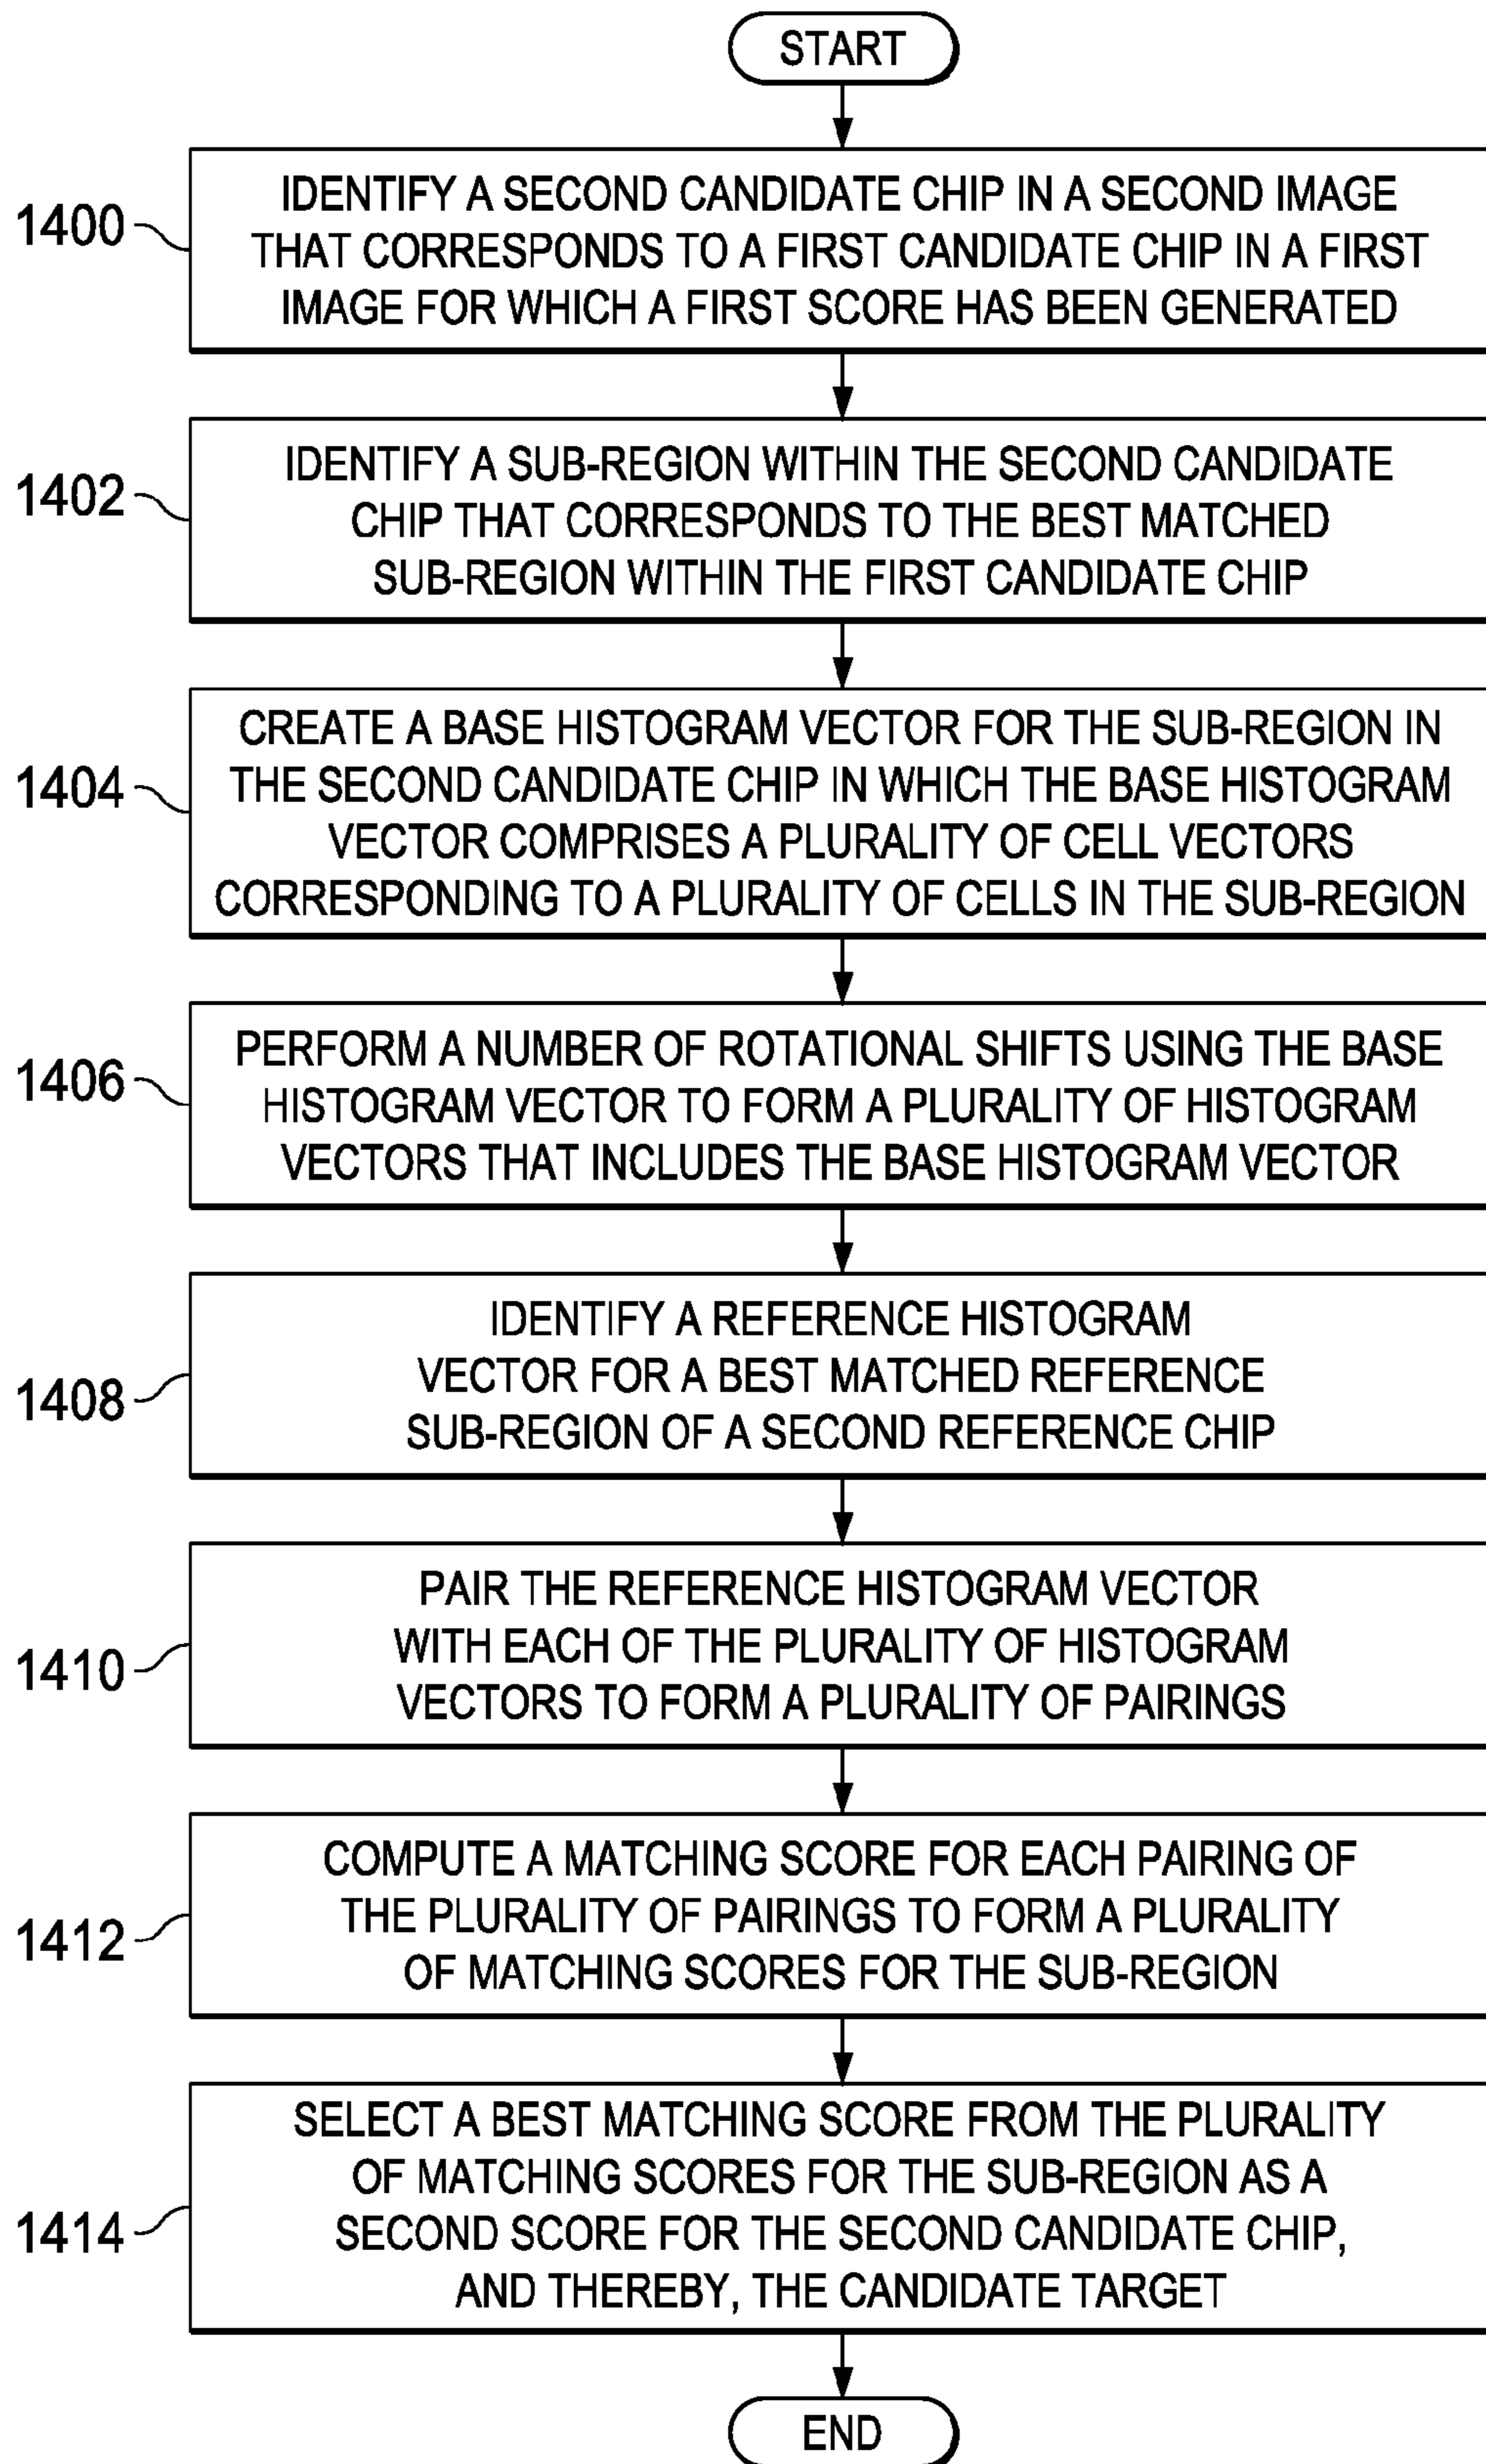 START
1400
IDENTIFY A SECOND CANDIDATE CHIP IN A SECOND IMAGE
THAT CORRESPONDS TO A FIRST CANDIDATE CHIP IN A FIRST
IMAGE FOR WHICH A FIRST SCORE HAS BEEN GENERATED
1402
IDENTIFY A SUB-REGION WITHIN THE SECOND CANDIDATE
CHIP THAT CORRESPONDS TO THE BEST MATCHED
SUB-REGION WITHIN THE FIRST CANDIDATE CHIP
1404
CREATE A BASE HISTOGRAM VECTOR FOR THE SUB-REGION IN
THE SECOND CANDIDATE CHIP IN WHICH THE BASE HISTOGRAM
VECTOR COMPRISES A PLURALITY OF CELL VECTORS
CORRESPONDING TO A PLURALITY OF CELLS IN THE SUB-REGION
1406
PERFORM A NUMBER OF ROTATIONAL SHIFTS USING THE BASE
HISTOGRAM VECTOR TO FORM A PLURALITY OF HISTOGRAM
VECTORS THAT INCLUDES THE BASE HISTOGRAM VECTOR
1408
IDENTIFY A REFERENCE HISTOGRAM
VECTOR FOR A BEST MATCHED REFERENCE
SUB-REGION OF A SECOND REFERENCE CHIP
1410
PAIR THE REFERENCE HISTOGRAM VECTOR
WITH EACH OF THE PLURALITY OF HISTOGRAM
VECTORS TO FORM A PLURALITY OF PAIRINGS
1412
COMPUTE A MATCHING SCORE FOR EACH PAIRING OF
THE PLURALITY OF PAIRINGS TO FORM A PLURALITY
OF MATCHING SCORES FOR THE SUB-REGION
1414
SELECT A BEST MATCHING SCORE FROM THE PLURALITY
OF MATCHING SCORES FOR THE SUB-REGION AS A
SECOND SCORE FOR THE SECOND CANDIDATE CHIP,
AND THEREBY, THE CANDIDATE TARGET
END